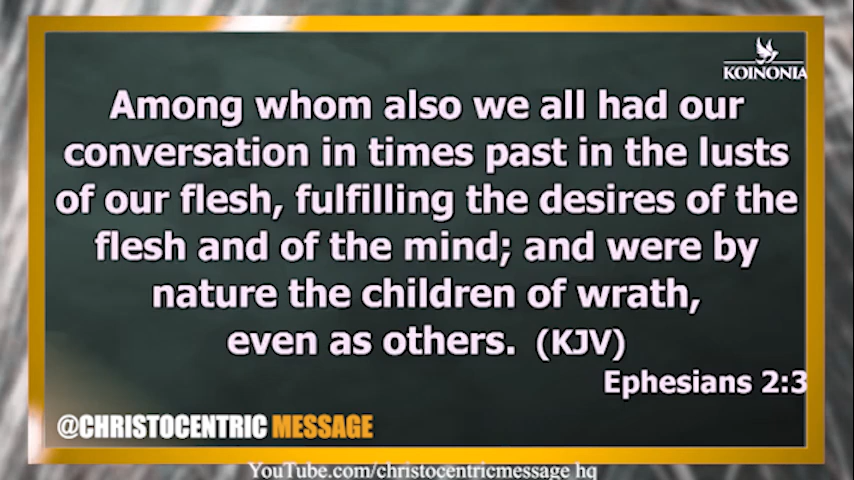 KOINONIA
Among whom also we all had our
conversation in times past in the lusts
of our flesh, fulfilling the desires of the
flesh and of the mind; and were by
nature the children of wrath,
even as others. (KJV)
Ephesians 2:3
@CHRISTOCENTRIC MESSAGE
YouTube.com/christocentricmessage hq